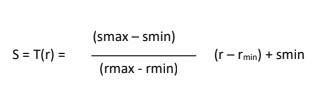 (smax – smin)
S = T(r) = (r – rmin) + smin
(rmax - rmin)